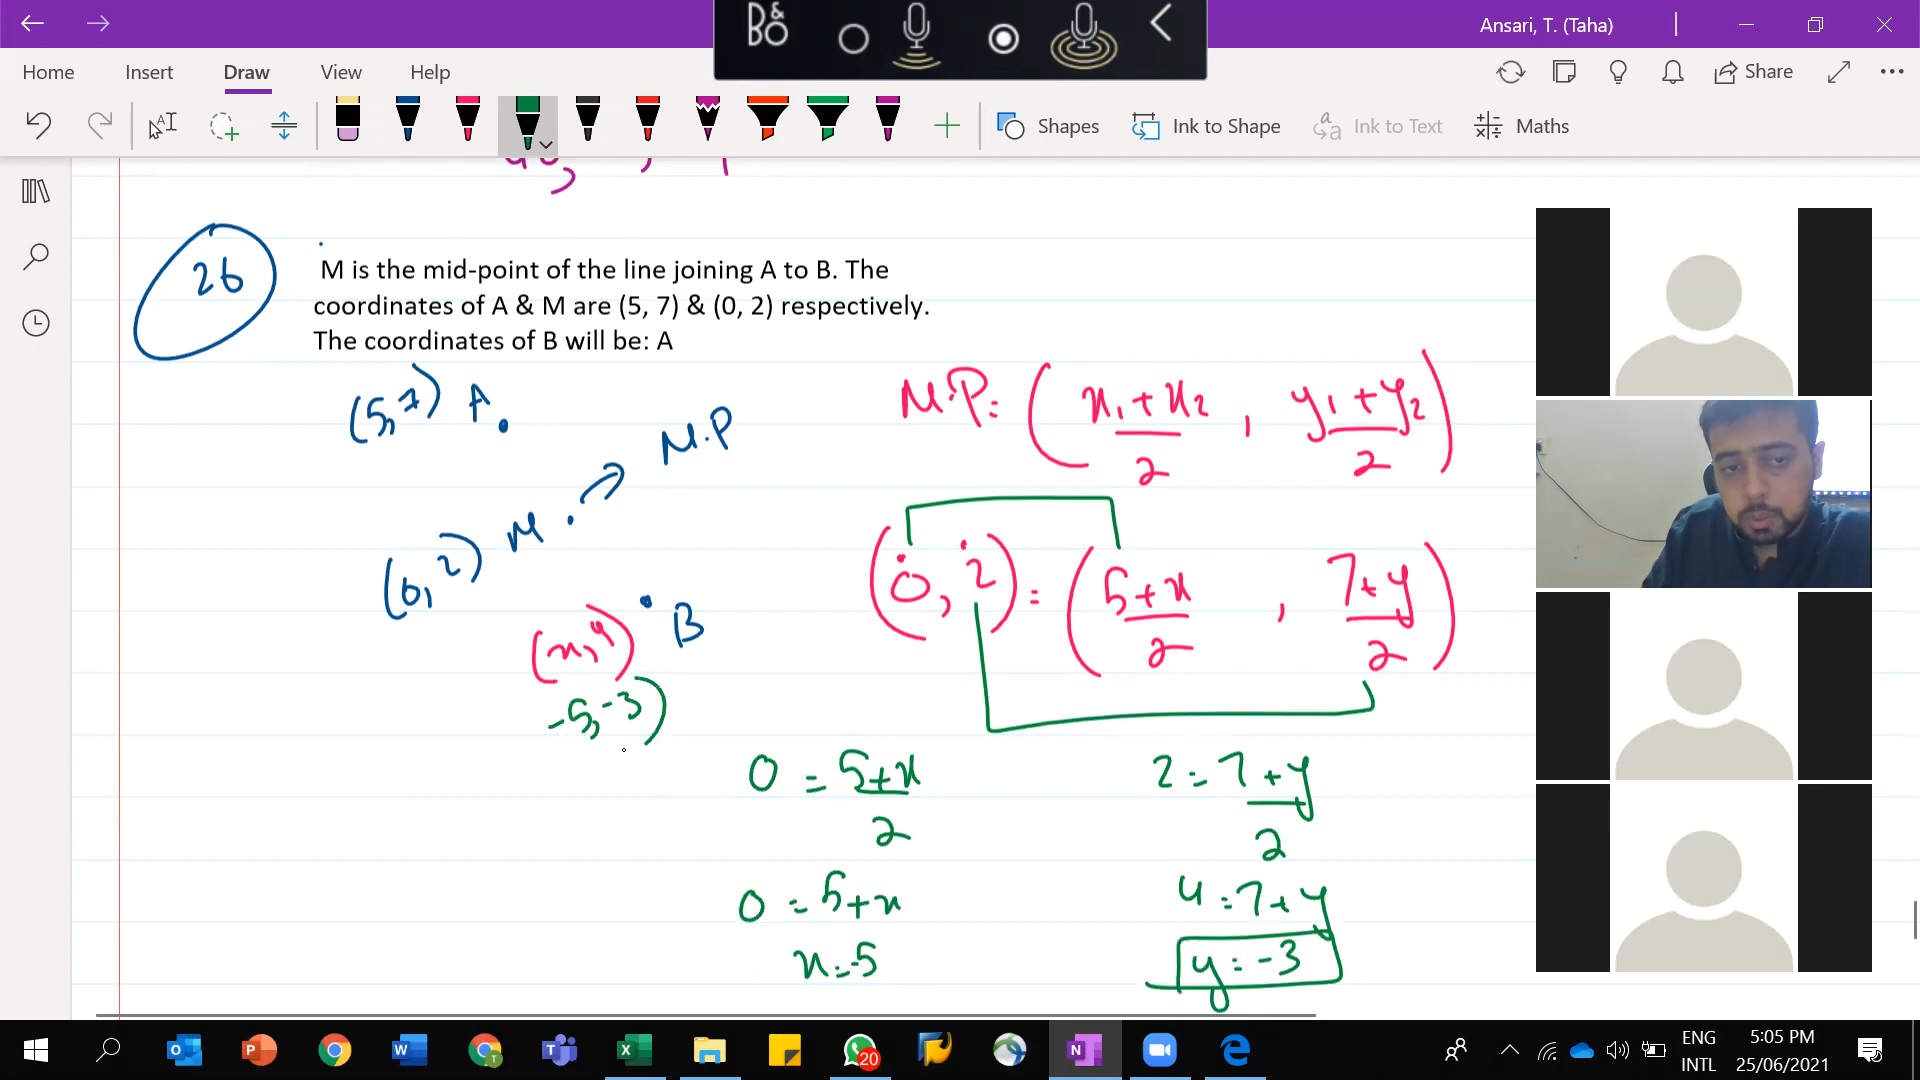 B&O
Ansari, T. (Taha)
Home Insert Draw View Help
Share
Shapes Ink to Shape Ink to Text Maths
26
M is the mid-point of the line joining A to B. The
coordinates of A & M are (5, 7) & (0, 2) respectively.
The coordinates of B will be: A
(5,7) A
M.P
(0,2) M
(x,y) B
-5,-3)
M.P = (x₁+x₂/2 , y₁+y₂/2)
(0,2) = (5+x/2 , 7+y/2)
0 = 5+x/2
2 = 7+y/2
0 = 5+x
4 = 7+y
x=-5
y=-3
20
ENG
INTL
5:05 PM
25/06/2021